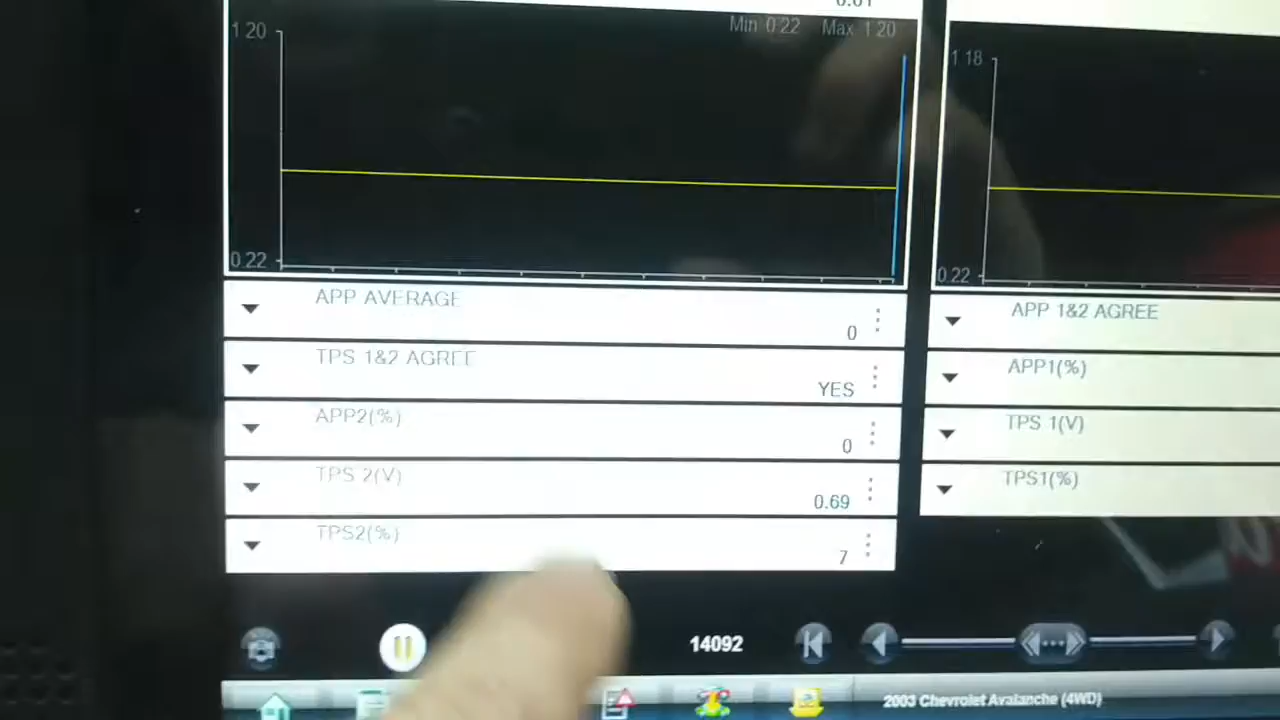 1.20
Min 0.22 Max 1.20
0.22
APP AVERAGE
0
TPS 1&2 AGREE
YES
APP2(%)
0
TPS 2(V)
0.69
TPS2(%)
7
1.18
0.22
APP 1&2 AGREE
APP1(%)
TPS 1(V)
TPS1(%)
14092
2003 Chevrolet Avalanche (4WD)